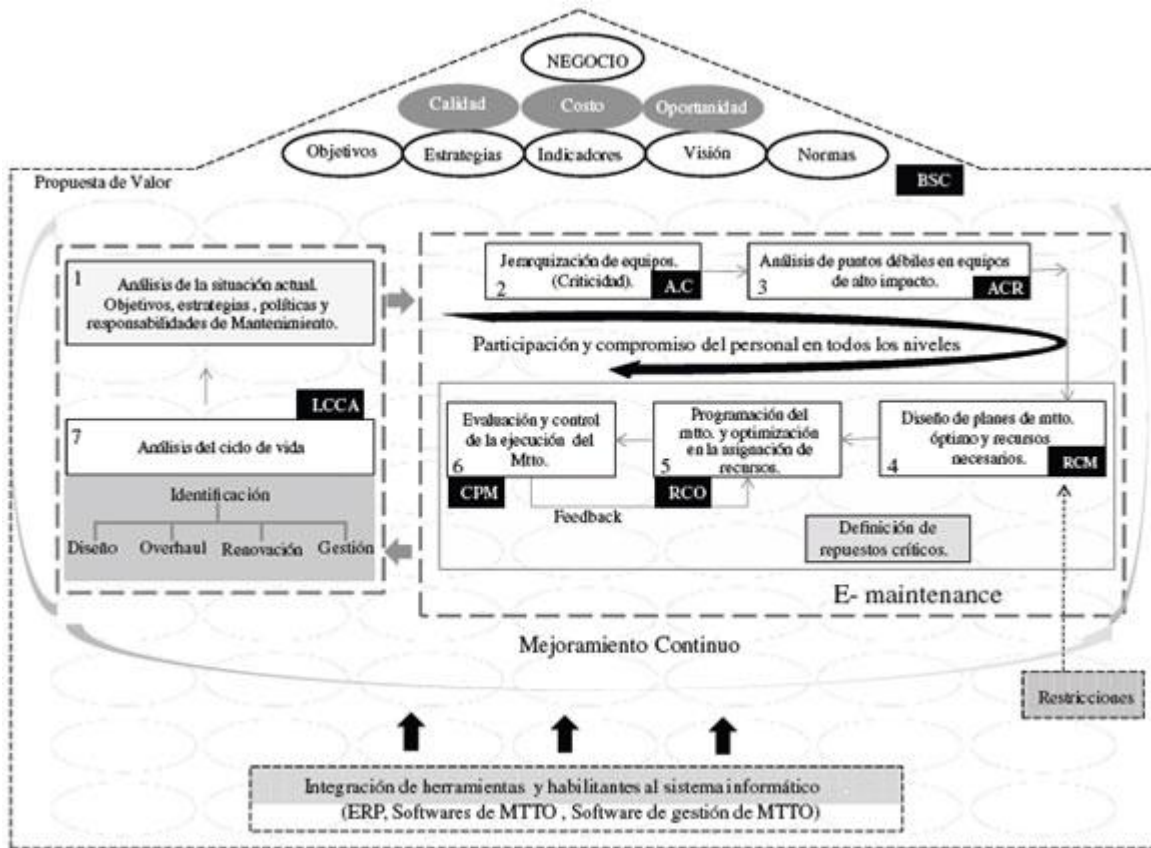 NEGOCIO
Calidad
Costo
Oportunidad
Objetivos
Estrategias
Indicadores
Visión
Normas
BSC
Propuesta de Valor
1
Análisis de la situación actual.
Objetivos, estrategias , políticas y
responsabilidades de Mantenimiento.
Jerarquización de equipos.
(Criticidad).
2
A.C
Análisis de puntos débiles en equipos
de alto impacto.
3
ACR
Participación y compromiso del personal en todos los niveles
LCCA
7
Análisis del ciclo de vida
Identificación
Diseño
Overhaul
Renovación
Gestión
Evaluación y control
de la ejecución del
Mtto.
6
CPM
Programación del
mtto. y optimización
en la asignación de
recursos.
5
RCO
Diseño de planes de mtto.
óptimo y recursos
necesarios.
4
RCM
Feedback
Definición de
repuestos críticos.
E- maintenance
Mejoramiento Continuo
Restricciones
Integración de herramientas y habilitantes al sistema informático
(ERP, Softwares de MTTO , Software de gestión de MTTO)